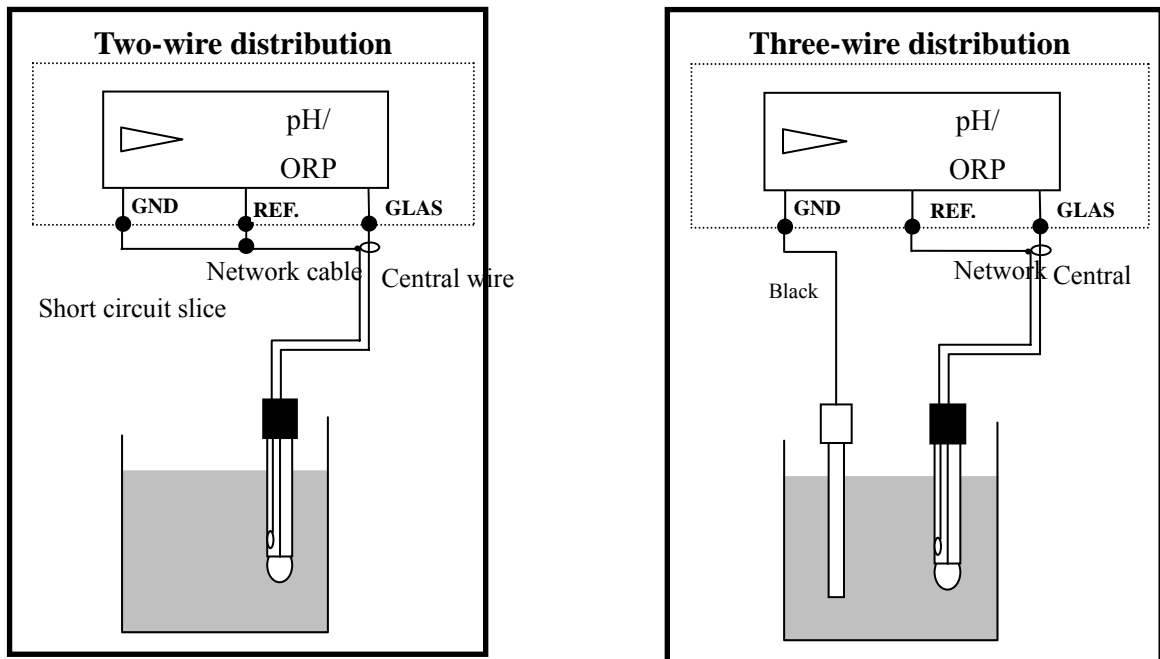 Two-wire distribution
pH/
ORP
GND
REF.
GLAS
Network cable
Central wire
Short circuit slice
Three-wire distribution
pH/
ORP
GND
REF.
GLAS
Network
Central
Black